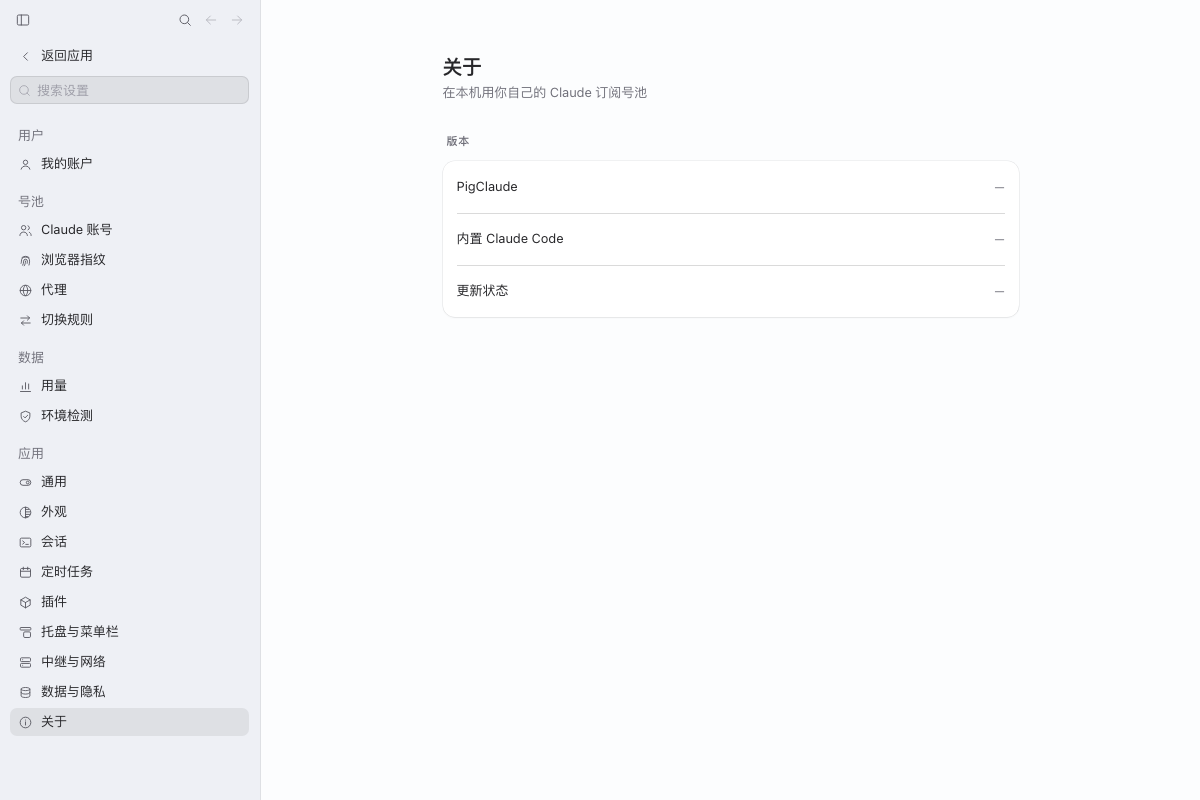 返回应用
搜索设置
用户
我的账户
号池
Claude 账号
浏览器指纹
代理
切换规则
数据
用量
环境检测
应用
通用
外观
会话
定时任务
插件
托盘与菜单栏
中继与网络
数据与隐私
关于
关于
在本机用你自己的 Claude 订阅号池
版本
PigClaude —
内置 Claude Code —
更新状态 —